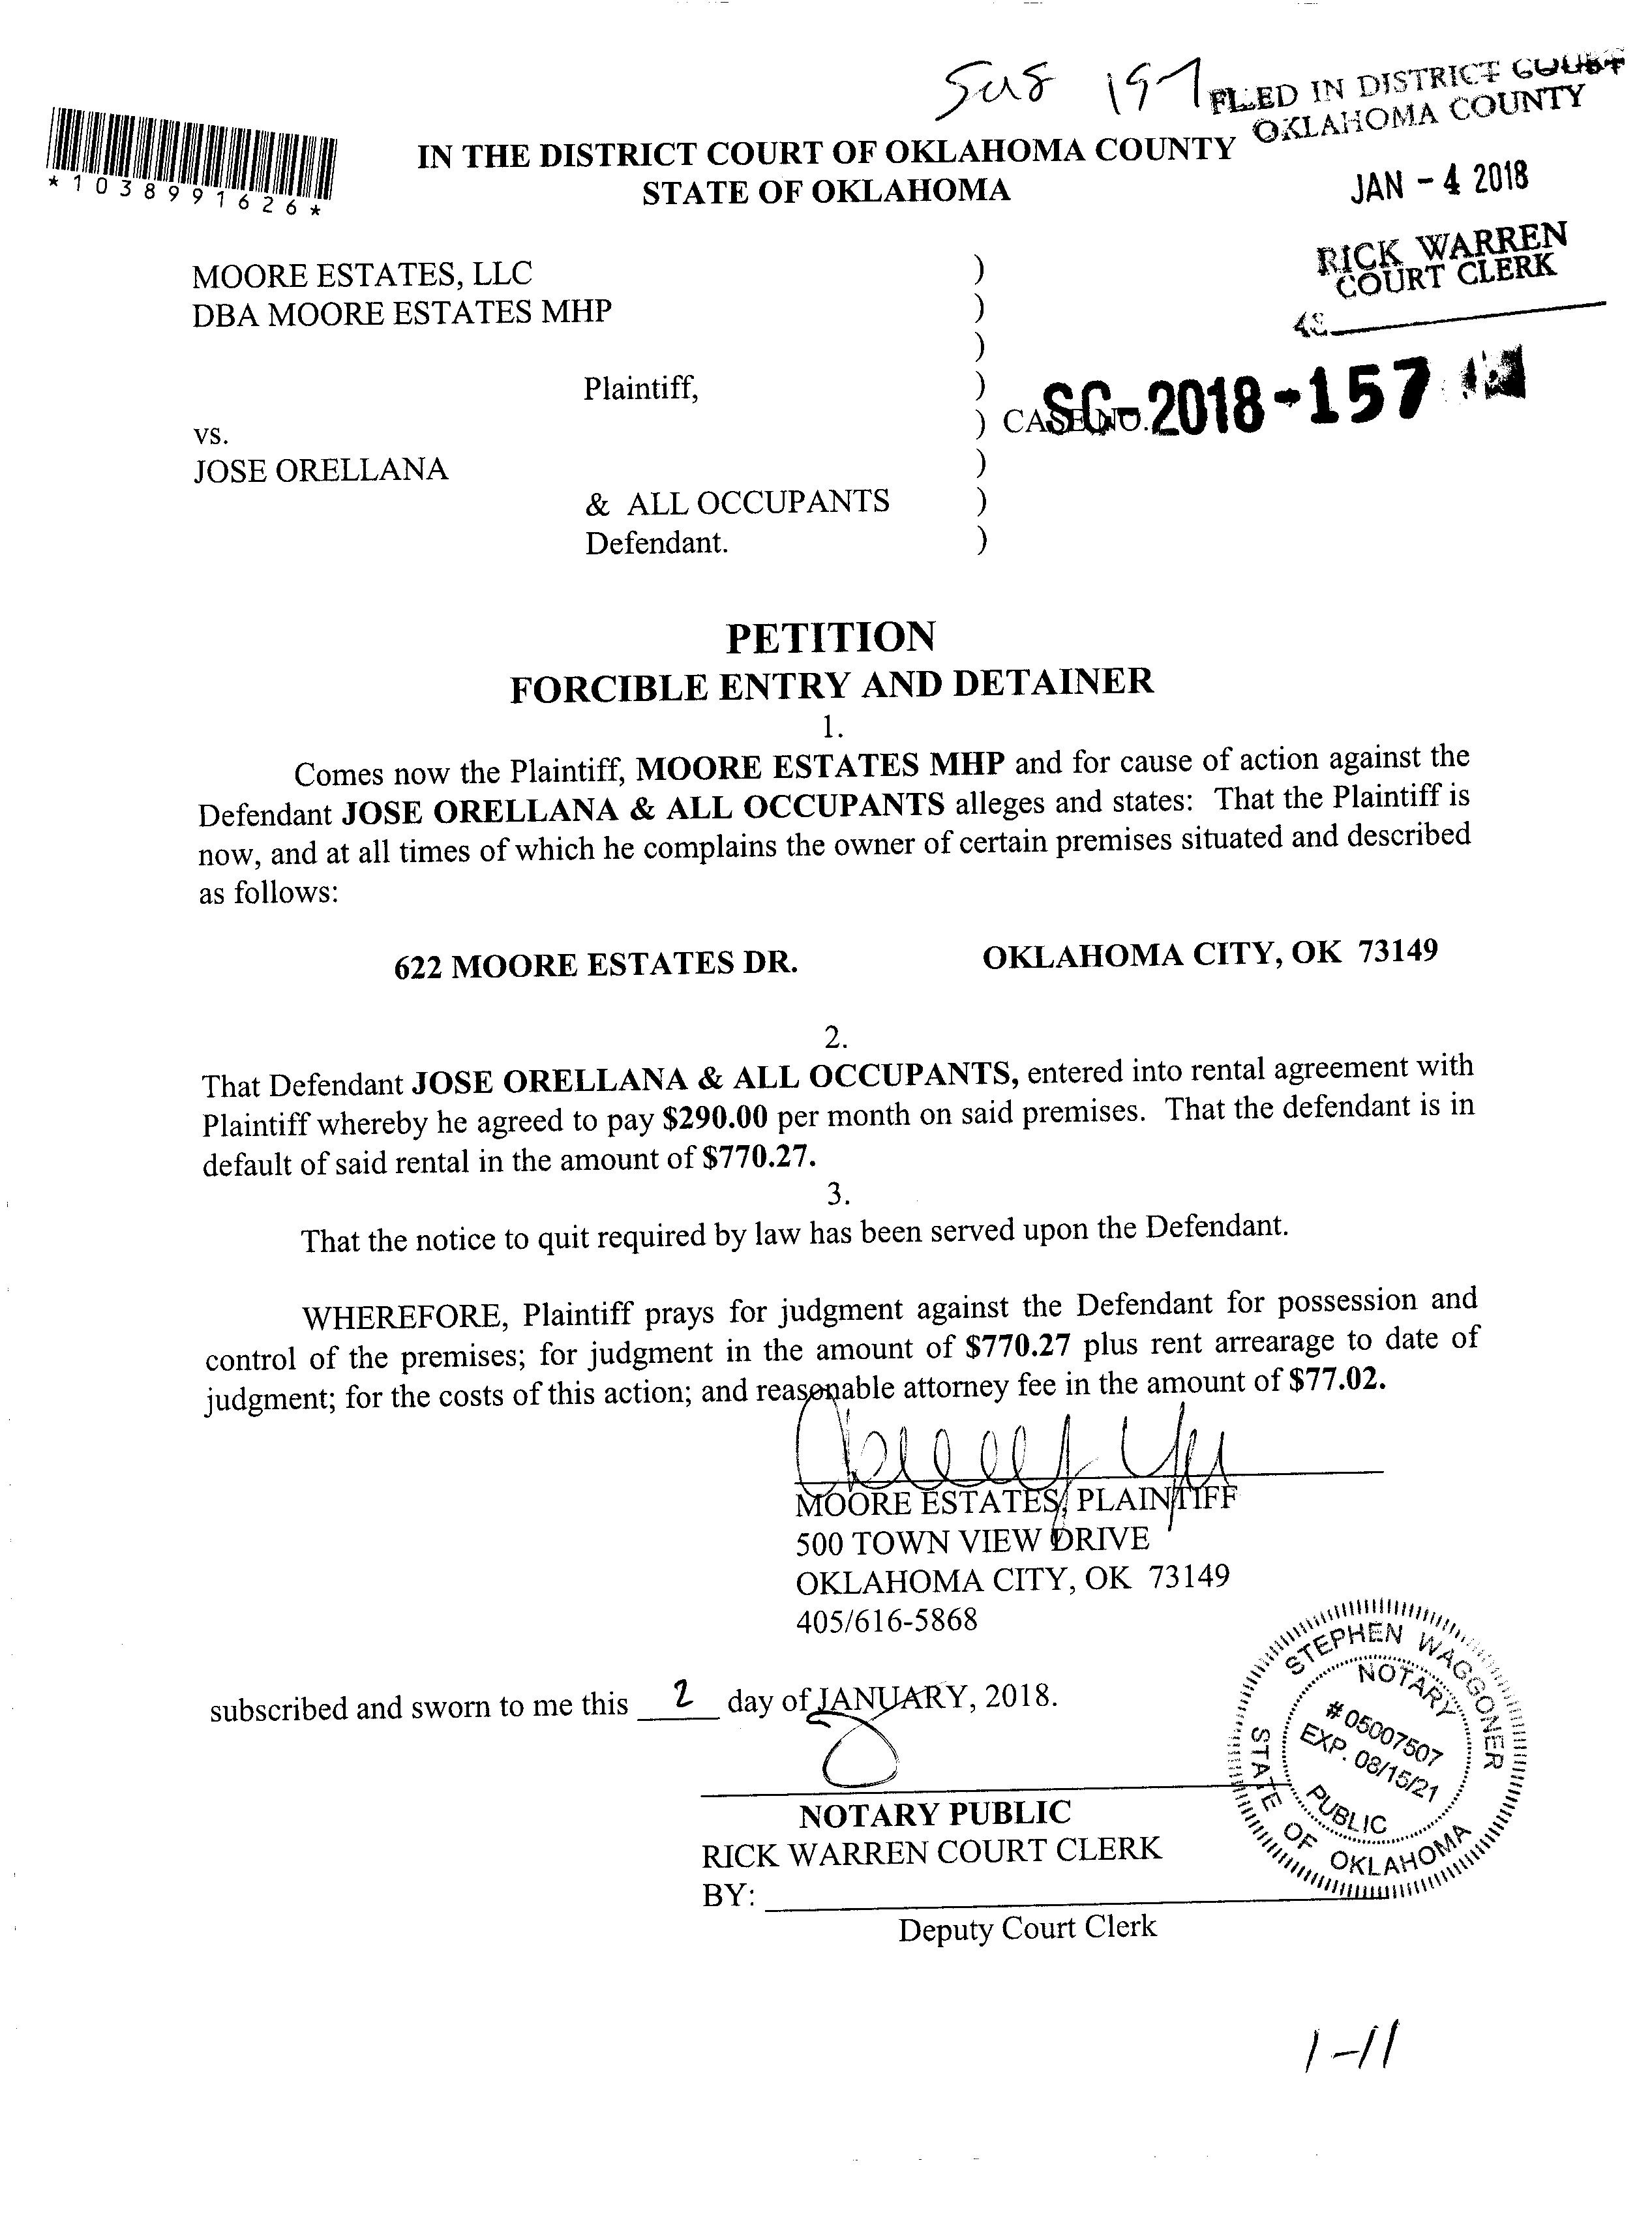 FILED IN DISTRICT COURT
OKLAHOMA COUNTY
*1038991626*
IN THE DISTRICT COURT OF OKLAHOMA COUNTY
STATE OF OKLAHOMA
JAN - 4 2018
RICK WARREN
COURT CLERK
MOORE ESTATES, LLC )
DBA MOORE ESTATES MHP )
)
Plaintiff, )
vs. ) CASE NO. SC-2018-157
JOSE ORELLANA )
& ALL OCCUPANTS )
Defendant. )
PETITION
FORCIBLE ENTRY AND DETAINER
1.
Comes now the Plaintiff, MOORE ESTATES MHP and for cause of action against the
Defendant JOSE ORELLANA & ALL OCCUPANTS alleges and states: That the Plaintiff is
now, and at all times of which he complains the owner of certain premises situated and described
as follows:
622 MOORE ESTATES DR. OKLAHOMA CITY, OK 73149
2.
That Defendant JOSE ORELLANA & ALL OCCUPANTS, entered into rental agreement with
Plaintiff whereby he agreed to pay $290.00 per month on said premises. That the defendant is in
default of said rental in the amount of $770.27.
3.
That the notice to quit required by law has been served upon the Defendant.
WHEREFORE, Plaintiff prays for judgment against the Defendant for possession and
control of the premises; for judgment in the amount of $770.27 plus rent arrearage to date of
judgment; for the costs of this action; and reasonable attorney fee in the amount of $77.02.
MOORE ESTATES, PLAINTIFF
500 TOWN VIEW DRIVE
OKLAHOMA CITY, OK 73149
405/616-5868
subscribed and sworn to me this 2 day of JANUARY, 2018.
STEPHEN WAGGONER
NOTARY
# 05007507
EXP. 08/15/21
PUBLIC
STATE OF OKLAHOMA
NOTARY PUBLIC
RICK WARREN COURT CLERK
BY:
Deputy Court Clerk
1-11